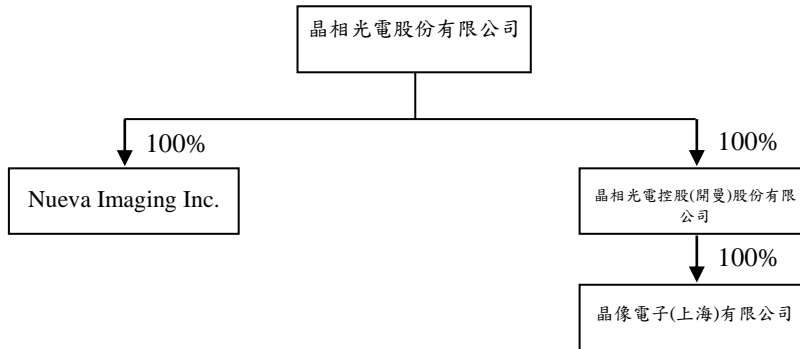 晶相光電股份有限公司
100%
100%
Nueva Imaging Inc.
晶相光電控股(開曼)股份有限
公司
100%
晶像電子(上海)有限公司